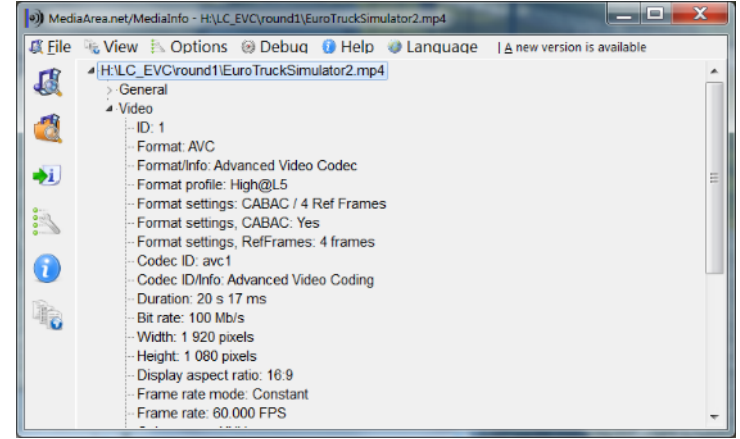 MediaArea.net/MediaInfo - H:\LC_EVC\round1\EuroTruckSimulator2.mp4
File View Options Debug Help Language | A new version is available
H:\LC_EVC\round1\EuroTruckSimulator2.mp4
General
Video
ID: 1
Format: AVC
Format/Info: Advanced Video Codec
Format profile: High@L5
Format settings: CABAC / 4 Ref Frames
Format settings, CABAC: Yes
Format settings, RefFrames: 4 frames
Codec ID: avc1
Codec ID/Info: Advanced Video Coding
Duration: 20 s 17 ms
Bit rate: 100 Mb/s
Width: 1 920 pixels
Height: 1 080 pixels
Display aspect ratio: 16:9
Frame rate mode: Constant
Frame rate: 60.000 FPS